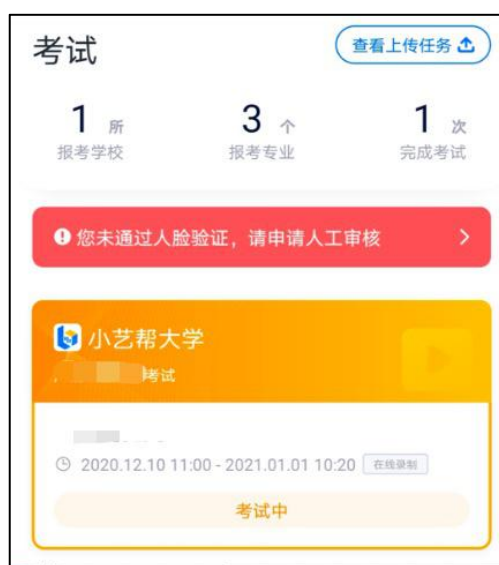 考试
查看上传任务
1 所
3 个
1 次
报考学校
报考专业
完成考试
您未通过人脸验证，请申请人工审核
小艺帮大学
考试
2020.12.10 11:00 - 2021.01.01 10:20 在线录制
考试中